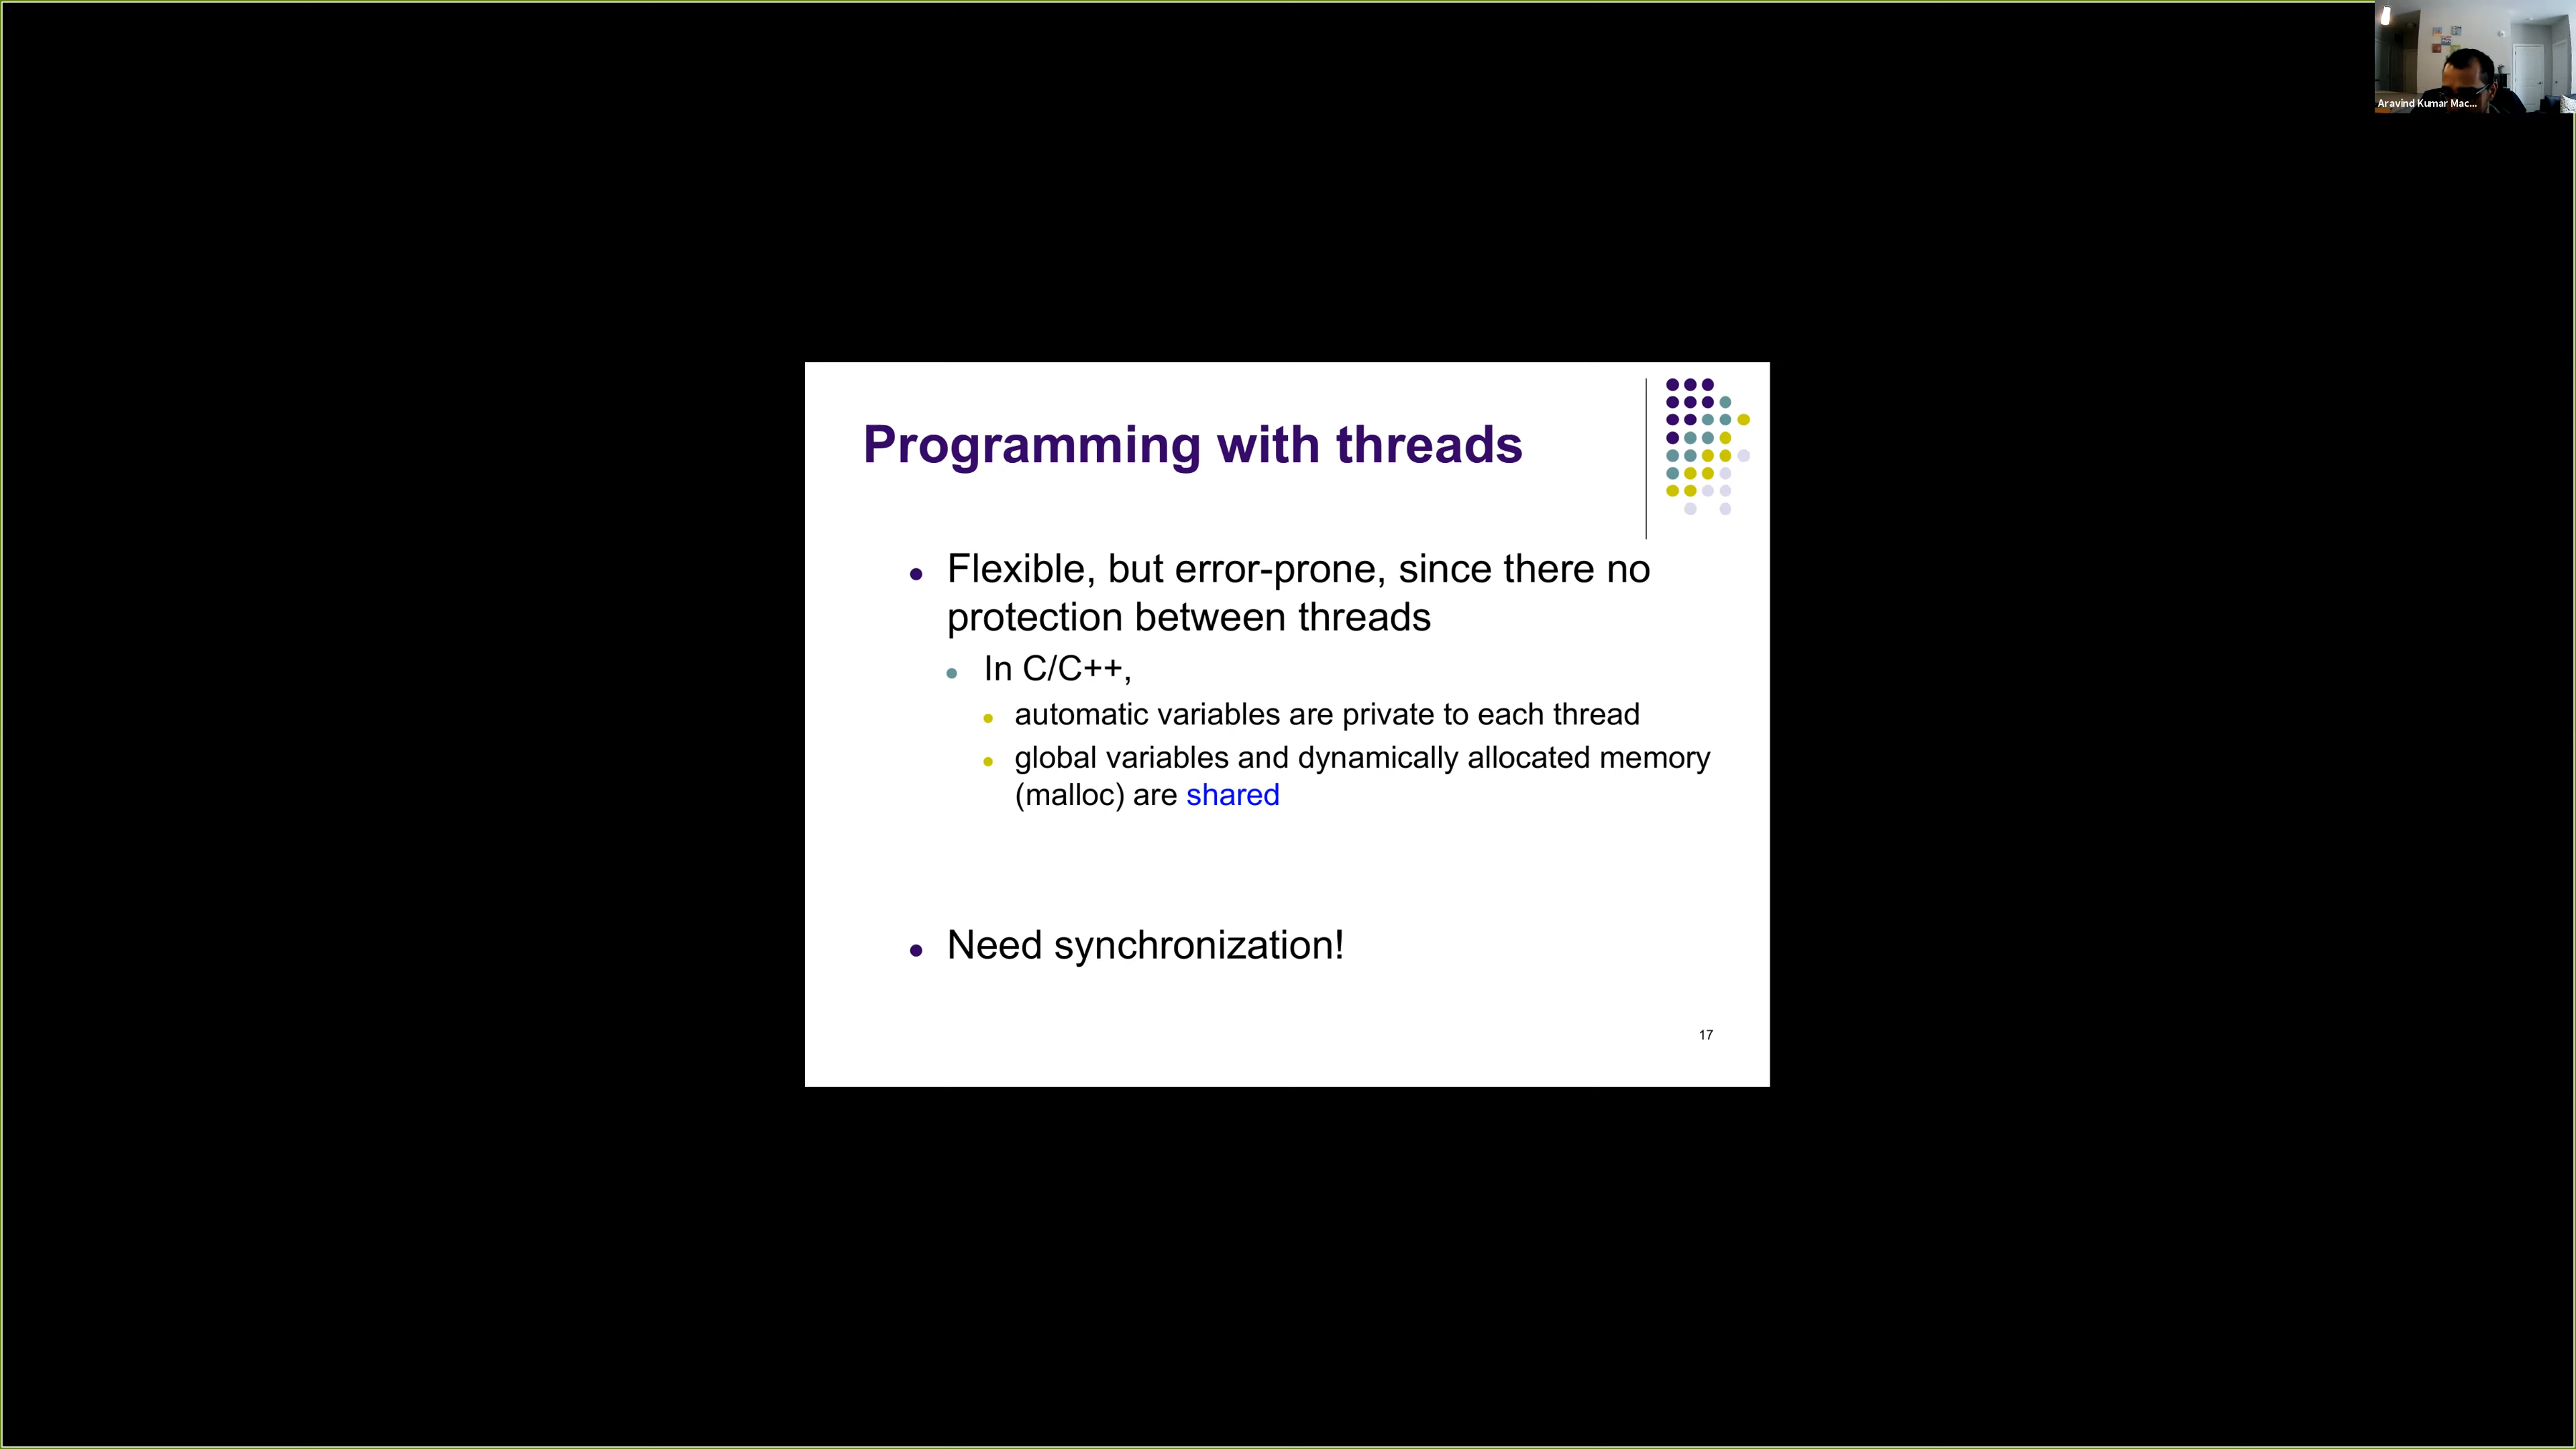 Aravind Kumar Mac...
Programming with threads
Flexible, but error-prone, since there no
protection between threads
In C/C++,
automatic variables are private to each thread
global variables and dynamically allocated memory
(malloc) are shared
Need synchronization!
17